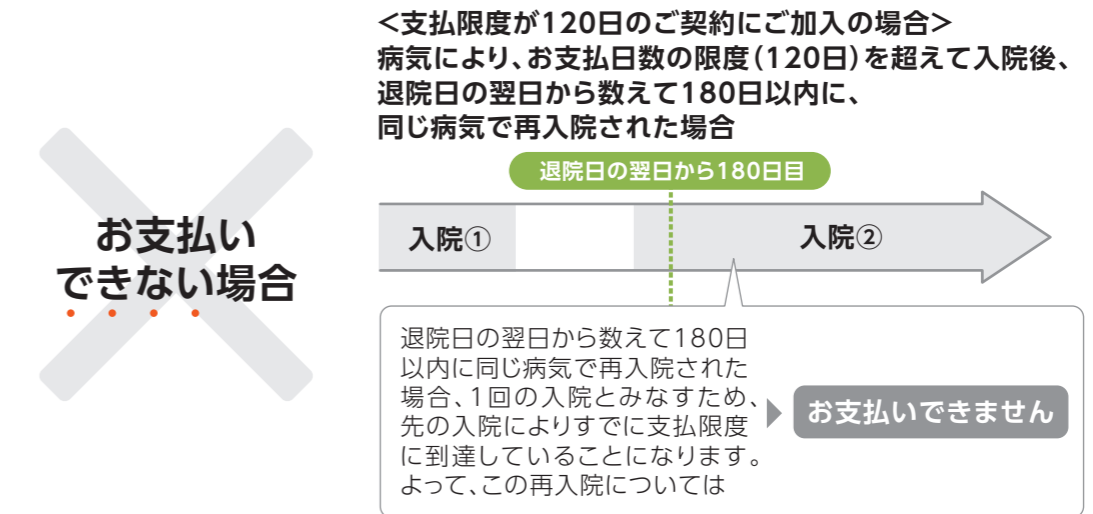 <支払限度が120日のご契約にご加入の場合>
病気により、お支払日数の限度(120日)を超えて入院後、
退院日の翌日から数えて180日以内に、
同じ病気で再入院された場合
お支払い
できない場合
退院日の翌日から180日目
入院①
入院②
退院日の翌日から数えて180日
以内に同じ病気で再入院された
場合、1回の入院とみなすため、
先の入院によりすでに支払限度
に到達していることになります。
よって、この再入院については
お支払いできません